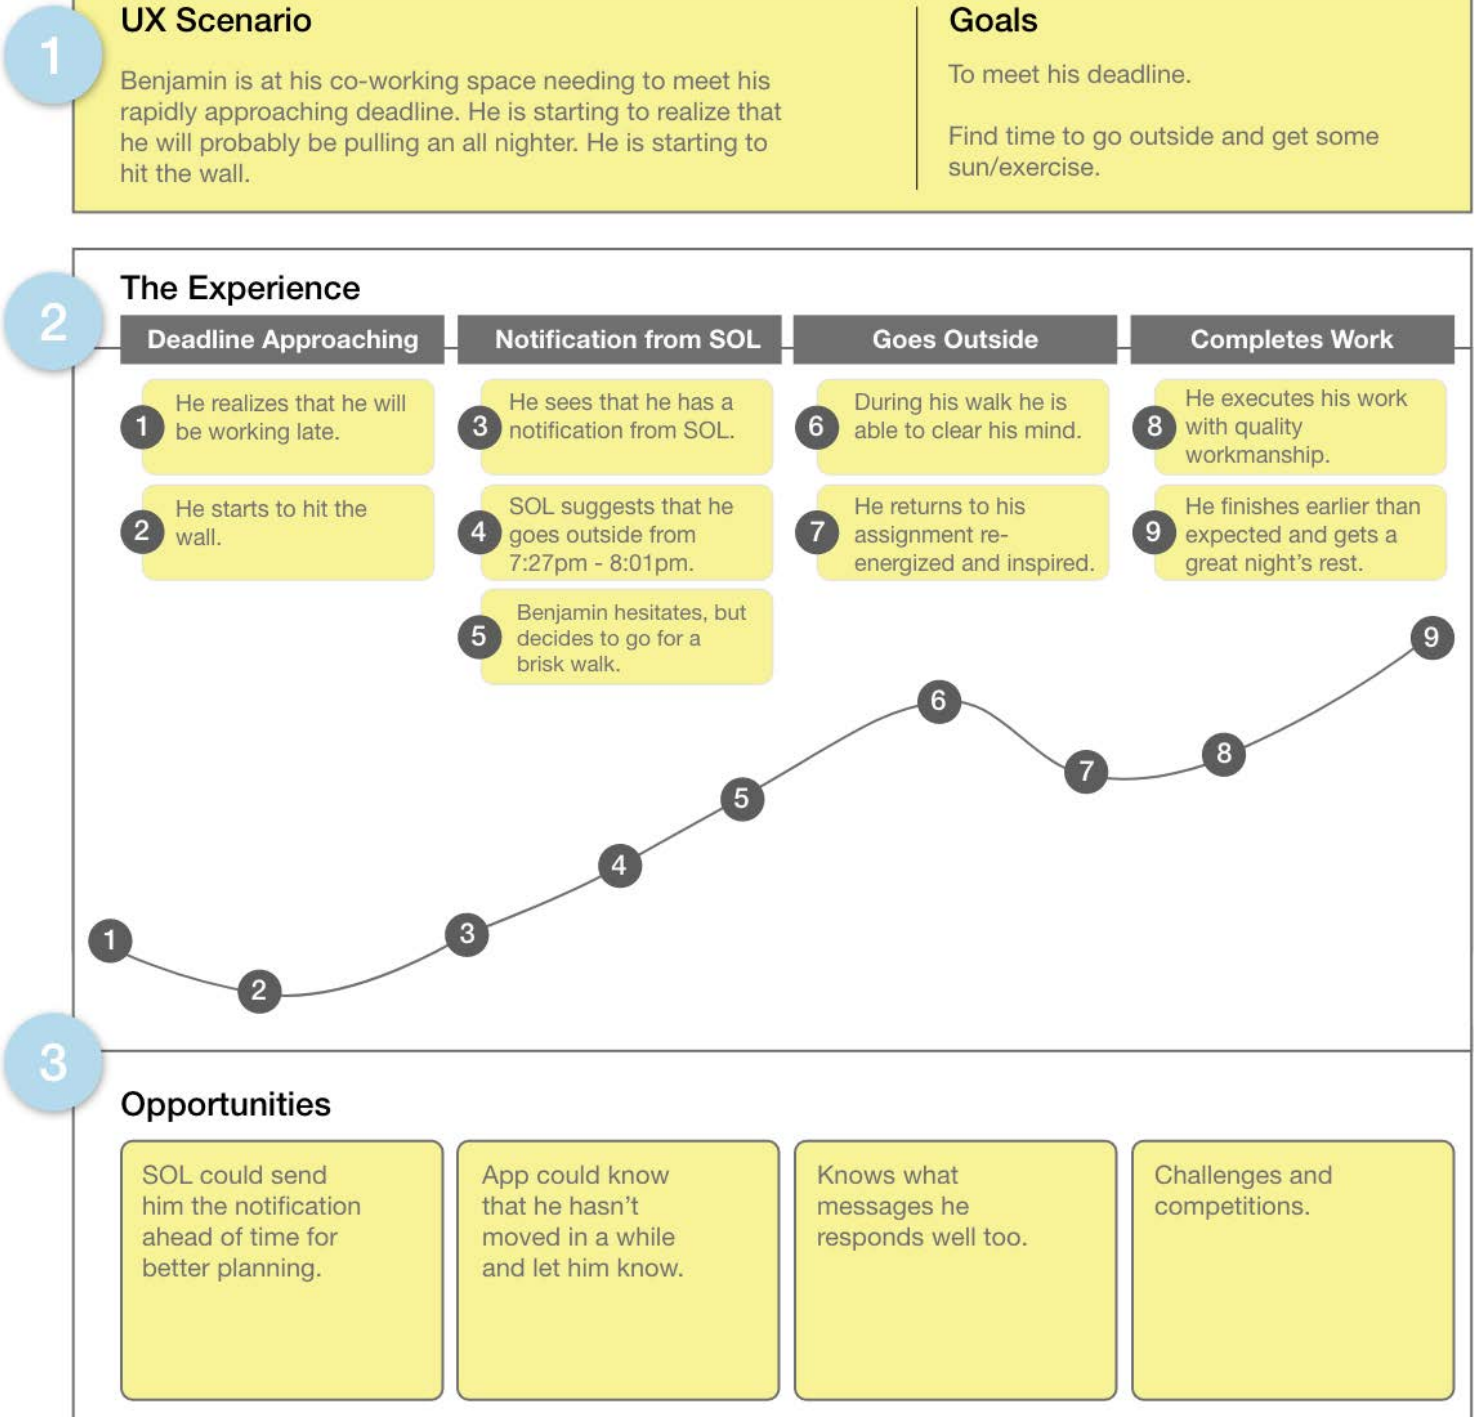 1
UX Scenario
Benjamin is at his co-working space needing to meet his
rapidly approaching deadline. He is starting to realize that
he will probably be pulling an all nighter. He is starting to
hit the wall.
Goals
To meet his deadline.
Find time to go outside and get some
sun/exercise.
2
The Experience
Deadline Approaching
1
He realizes that he will
be working late.
2
He starts to hit the
wall.
Notification from SOL
3
He sees that he has a
notification from SOL.
4
SOL suggests that he
goes outside from
7:27pm - 8:01pm.
5
Benjamin hesitates, but
decides to go for a
brisk walk.
Goes Outside
6
During his walk he is
able to clear his mind.
7
He returns to his
assignment re-
energized and inspired.
Completes Work
8
He executes his work
with quality
workmanship.
9
He finishes earlier than
expected and gets a
great night's rest.
1
2
3
4
5
6
7
8
9
3
Opportunities
SOL could send
him the notification
ahead of time for
better planning.
App could know
that he hasn't
moved in a while
and let him know.
Knows what
messages he
responds well too.
Challenges and
competitions.